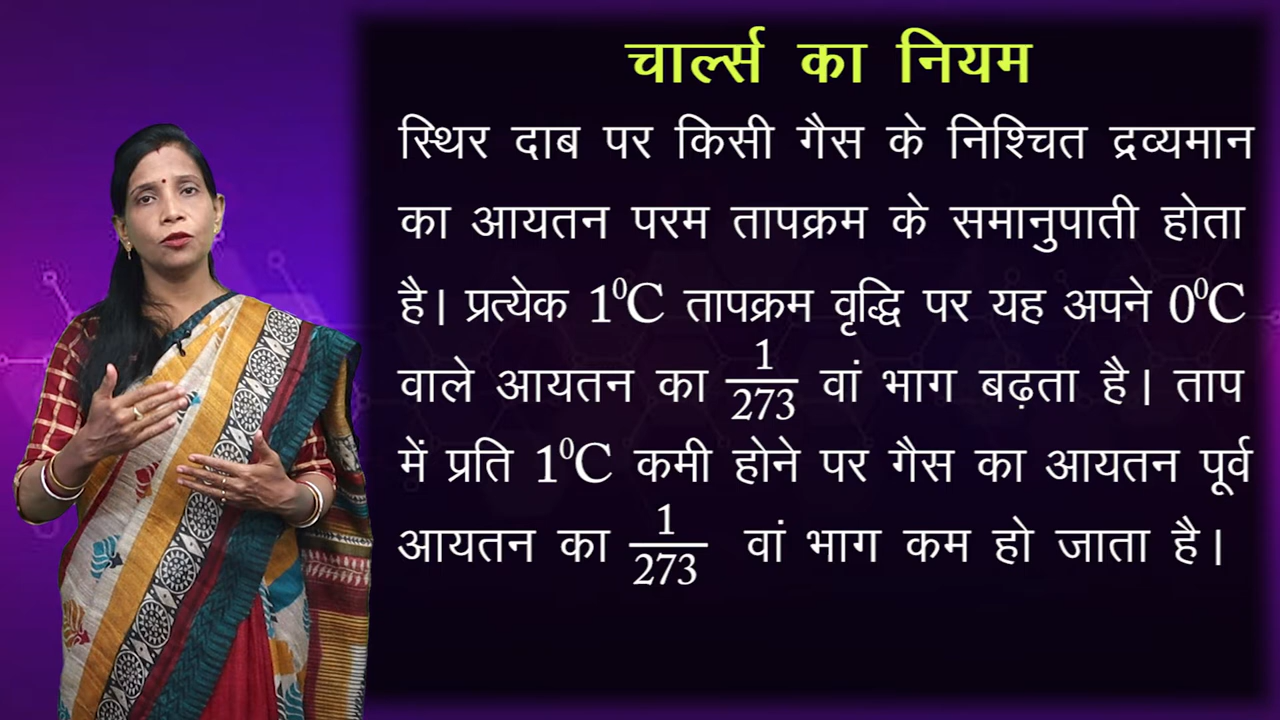 चार्ल्स का नियम
स्थिर दाब पर किसी गैस के निश्चित द्रव्यमान
का आयतन परम तापक्रम के समानुपाती होता
है। प्रत्येक 1⁰C तापक्रम वृद्धि पर यह अपने 0⁰C
वाले आयतन का 1/273 वां भाग बढ़ता है। ताप
में प्रति 1⁰C कमी होने पर गैस का आयतन पूर्व
आयतन का 1/273 वां भाग कम हो जाता है।